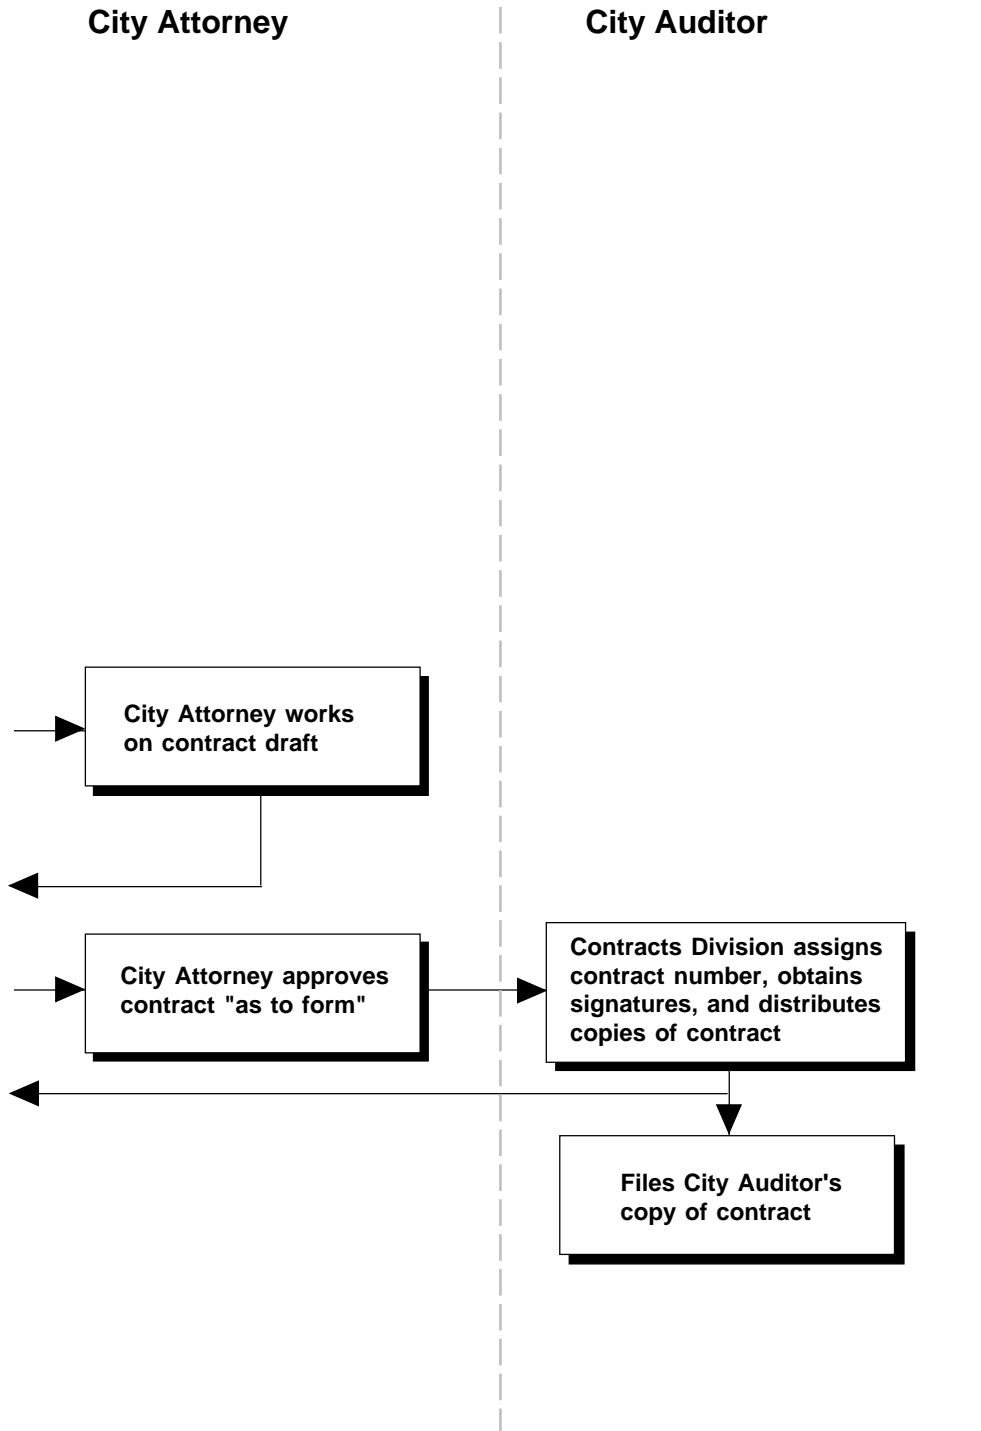 City Attorney
City Auditor
City Attorney works
on contract draft
City Attorney approves
contract "as to form"
Contracts Division assigns
contract number, obtains
signatures, and distributes
copies of contract
Files City Auditor's
copy of contract